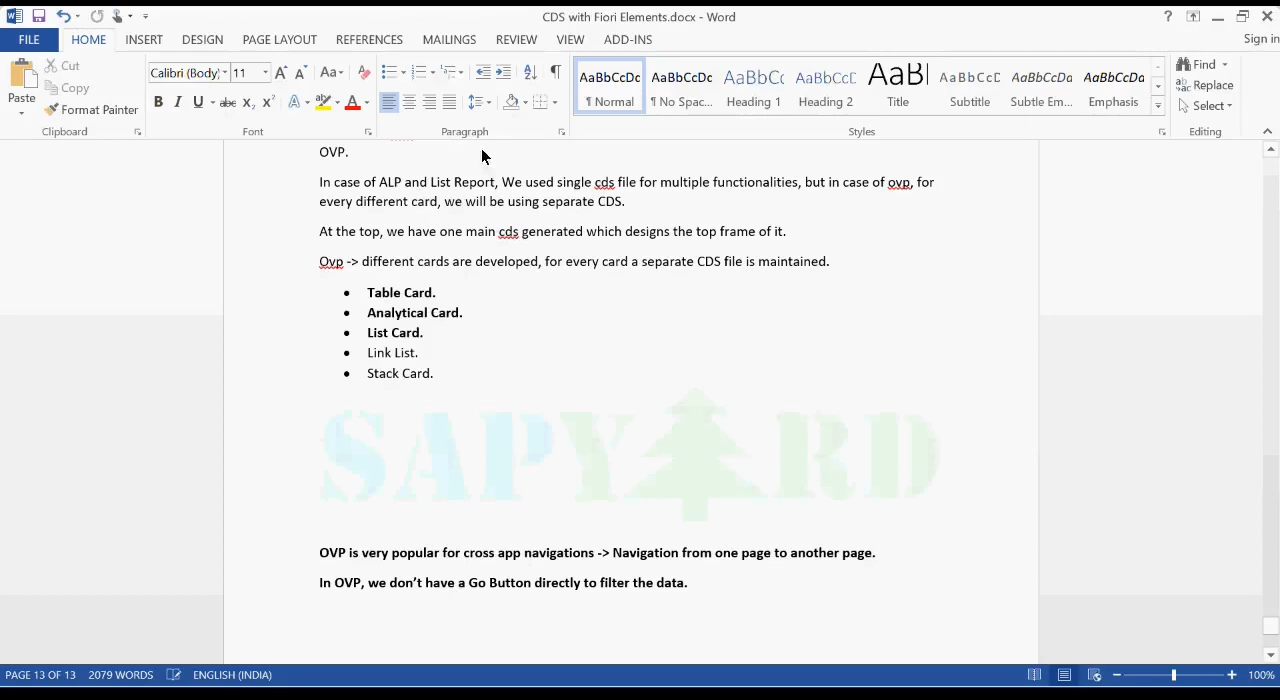 CDS with Fiori Elements.docx - Word
Sign in
FILE HOME INSERT DESIGN PAGE LAYOUT REFERENCES MAILINGS REVIEW VIEW ADD-INS
Paste
Cut
Copy
Format Painter
Clipboard
Calibri (Body) 11
Font
Paragraph
AaBbCcDc AaBbCcDc AaBbCc AaBbCcD AaBl AaBbCcD AaBbCcDa AaBbCcDa
¶ Normal ¶ No Spac... Heading 1 Heading 2 Title Subtitle Subtle Em... Emphasis
Styles
Find
Replace
Select
Editing
OVP.
In case of ALP and List Report, We used single cds file for multiple functionalities, but in case of ovp, for
every different card, we will be using separate CDS.
At the top, we have one main cds generated which designs the top frame of it.
Ovp -> different cards are developed, for every card a separate CDS file is maintained.
• Table Card.
• Analytical Card.
• List Card.
• Link List.
• Stack Card.
SAPYARD
OVP is very popular for cross app navigations -> Navigation from one page to another page.
In OVP, we don't have a Go Button directly to filter the data.
PAGE 13 OF 13 2079 WORDS ENGLISH (INDIA) 100%